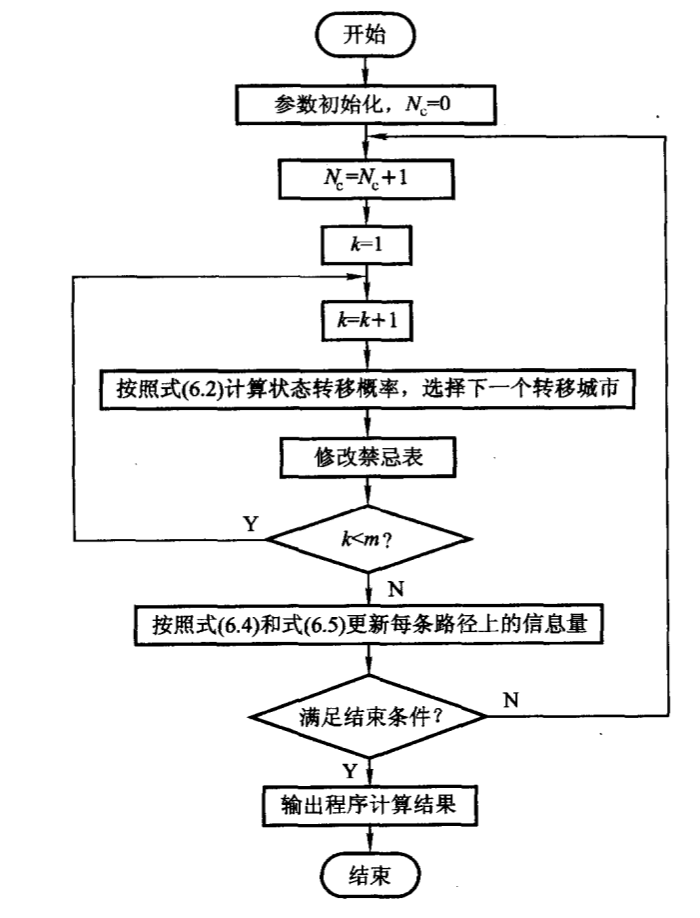 开始
参数初始化，Nc=0
Nc=Nc+1
k=1
k=k+1
按照式(6.2)计算状态转移概率，选择下一个转移城市
修改禁忌表
Y
k<m？
N
按照式(6.4)和式(6.5)更新每条路径上的信息量
满足结束条件？
N
Y
输出程序计算结果
结束